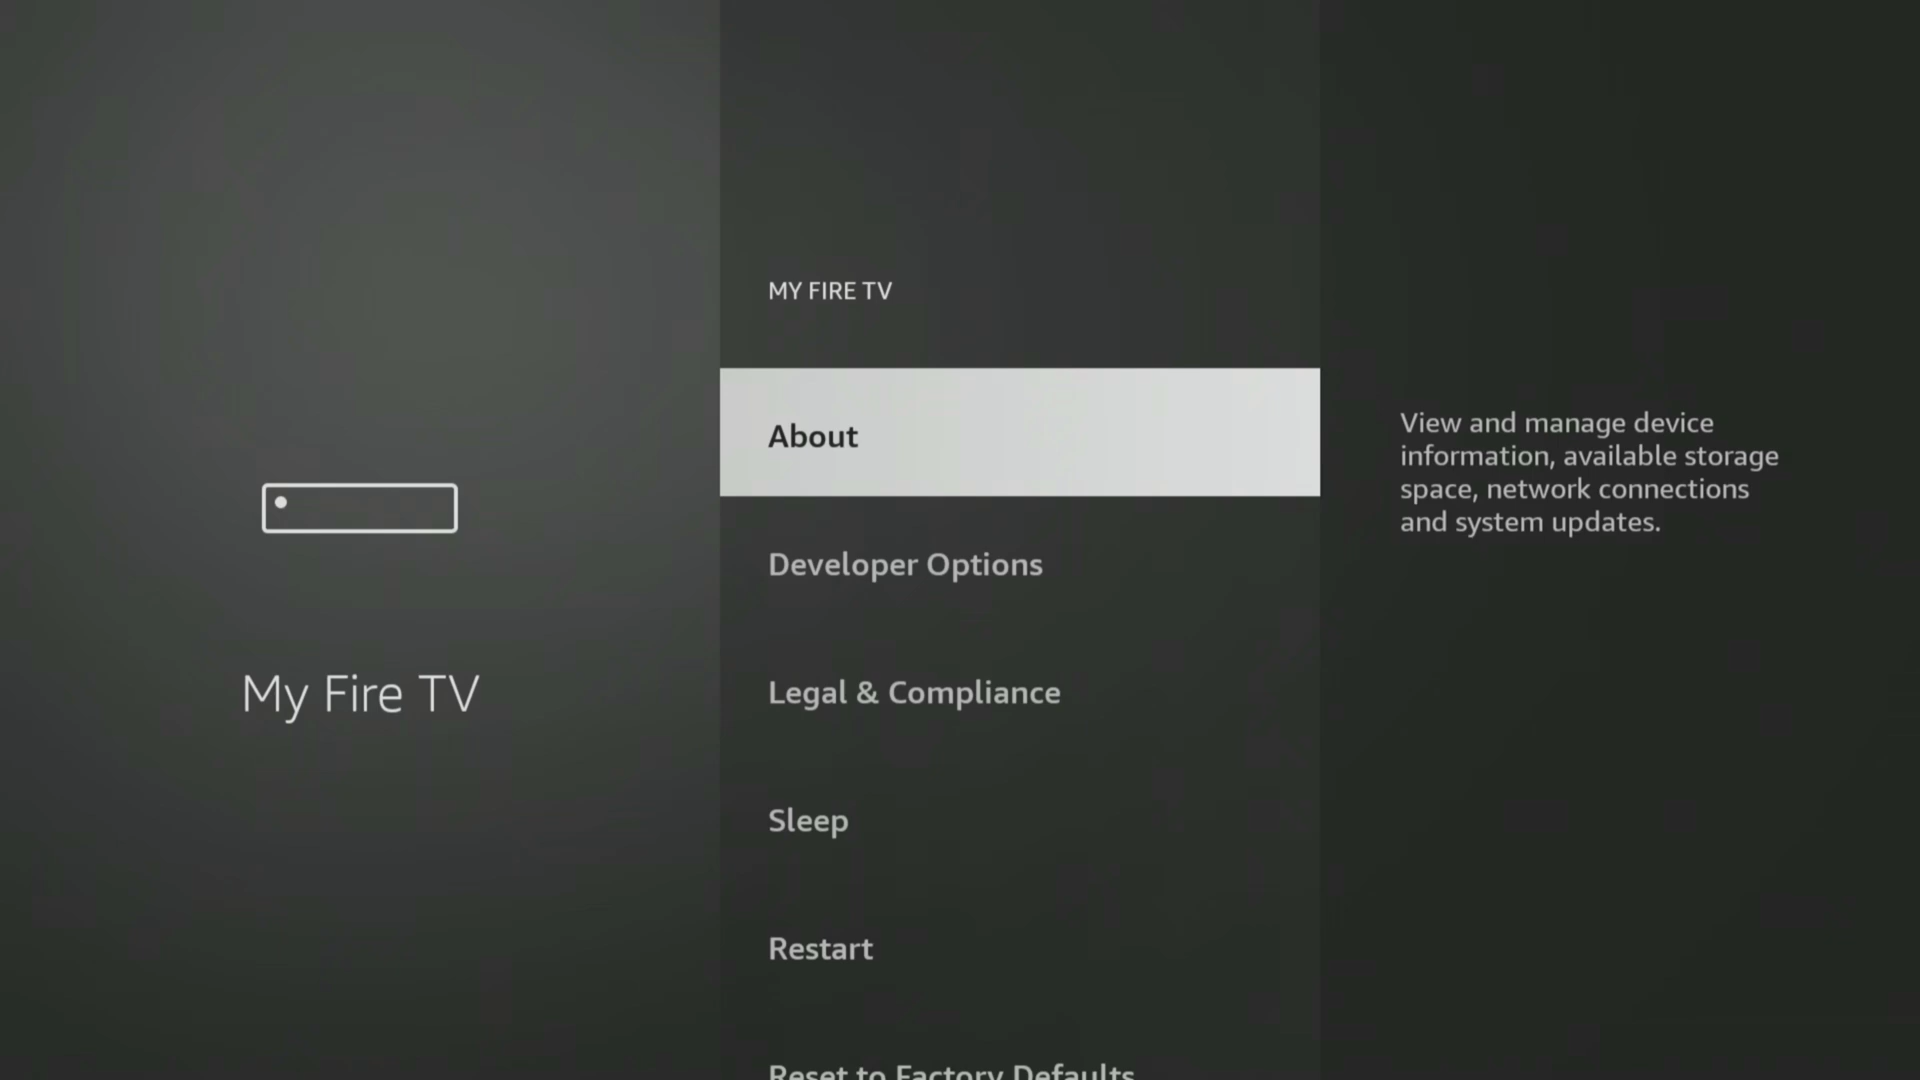 MY FIRE TV
About
View and manage device
information, available storage
space, network connections
and system updates.
Developer Options
Legal & Compliance
My Fire TV
Sleep
Restart
Reset to Factory Defaults